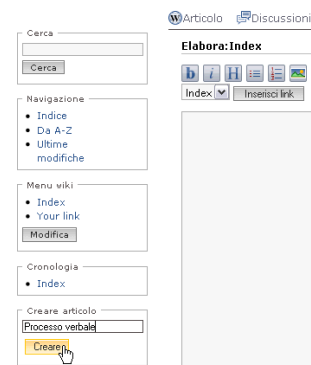 Cerca
Cerca
Navigazione
Indice
Da A-Z
Ultime
modifiche
Menu wiki
Index
Your link
Modifica
Cronologia
Index
Creare articolo
Processo verbale
Creare
Articolo Discussioni
Elabora:Index
b i H
Index Inserisci link